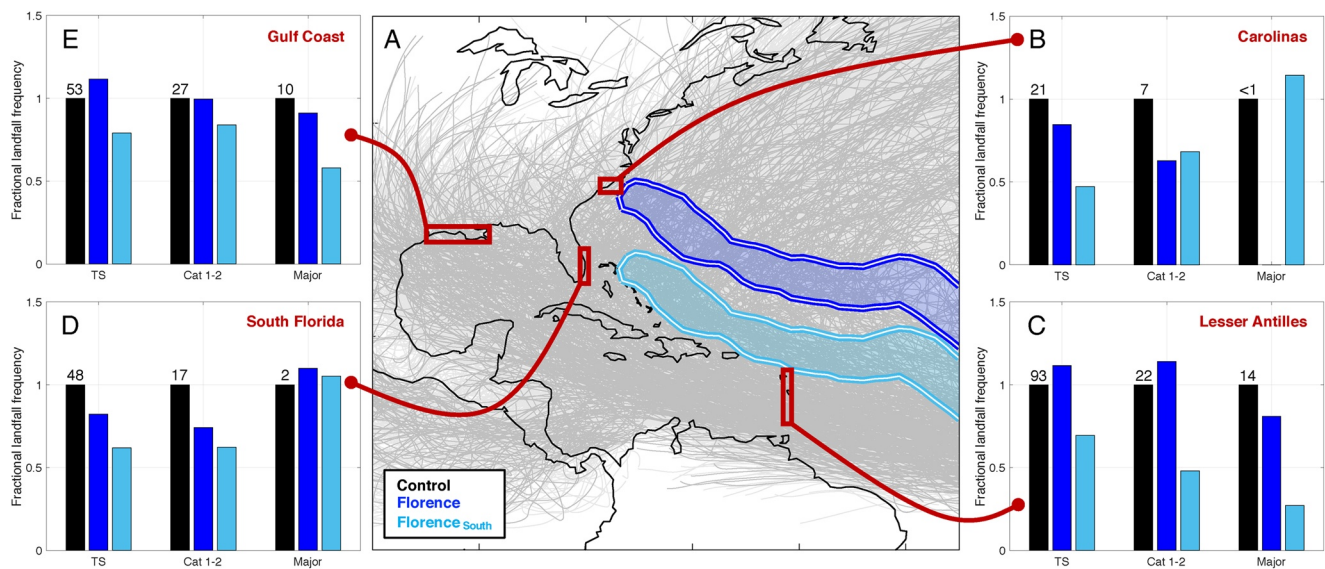 E
Gulf Coast
Fractional landfall frequency
1.5
1
0.5
0
53
27
10
TS
Cat 1-2
Major
D
South Florida
Fractional landfall frequency
1.5
1
0.5
0
48
17
2
TS
Cat 1-2
Major
A
Control
Florence
Florence South
B
Carolinas
Fractional landfall frequency
1.5
1
0.5
0
21
7
<1
TS
Cat 1-2
Major
C
Lesser Antilles
Fractional landfall frequency
1.5
1
0.5
0
93
22
14
TS
Cat 1-2
Major